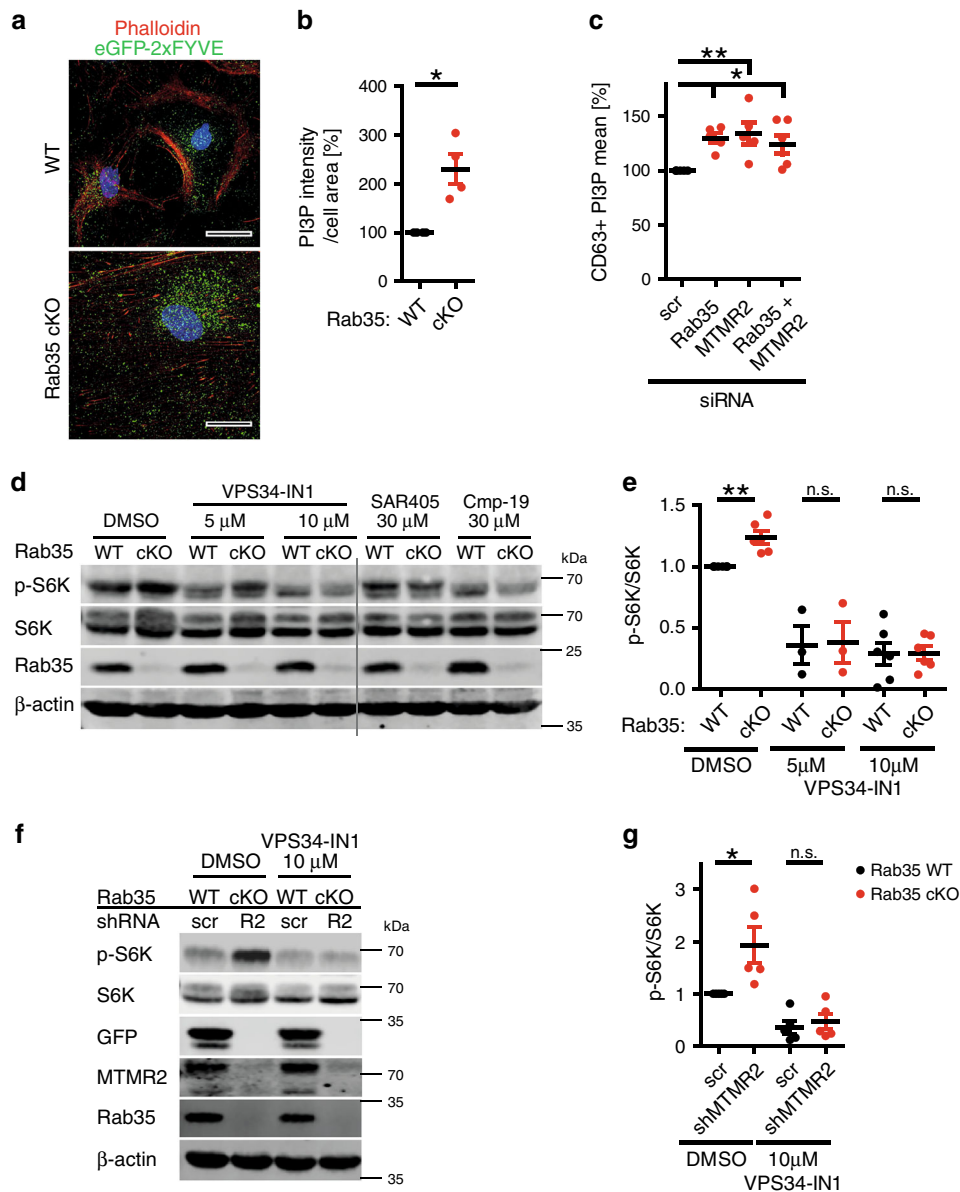 a
Phalloidin
eGFP-2xFYVE
WT
Rab35 cKO
b
*
400
300
200
100
0
PI3P intensity
/cell area [%]
Rab35:
WT
cKO
c
**
*
150
100
50
0
CD63+ PI3P mean [%]
scr
Rab35
MTMR2
Rab35 +
MTMR2
siRNA
d
VPS34-IN1
DMSO 5 µM 10 µM SAR405 30 µM Cmp-19 30 µM
Rab35 WT cKO WT cKO WT cKO WT cKO WT cKO
kDa
p-S6K 70
S6K 70
Rab35 25
β-actin 35
e
** n.s. n.s.
1.5
1.0
0.5
0.0
p-S6K/S6K
Rab35: WT cKO WT cKO WT cKO
DMSO 5µM 10µM
VPS34-IN1
f
VPS34-IN1
DMSO 10 µM
Rab35 WT cKO WT cKO
shRNA scr R2 scr R2
kDa
p-S6K 70
S6K 70
GFP 35
MTMR2 70
Rab35 35
β-actin 35
g
* n.s.
Rab35 WT
Rab35 cKO
3
2
1
0
p-S6K/S6K
scr shMTMR2 scr shMTMR2
DMSO 10µM
VPS34-IN1